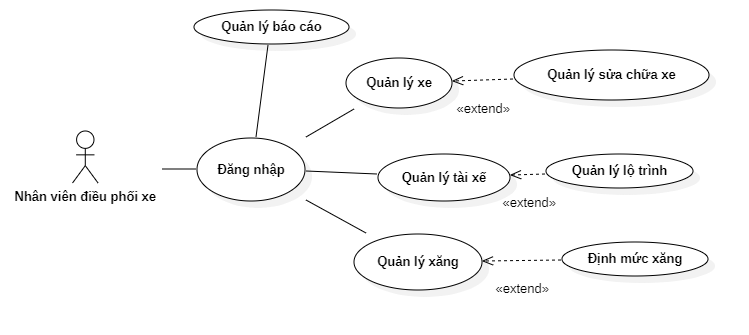 Quản lý báo cáo
Quản lý xe
Quản lý sửa chữa xe
«extend»
Đăng nhập
Nhân viên điều phối xe
Quản lý tài xế
Quản lý lộ trình
«extend»
Quản lý xăng
Định mức xăng
«extend»